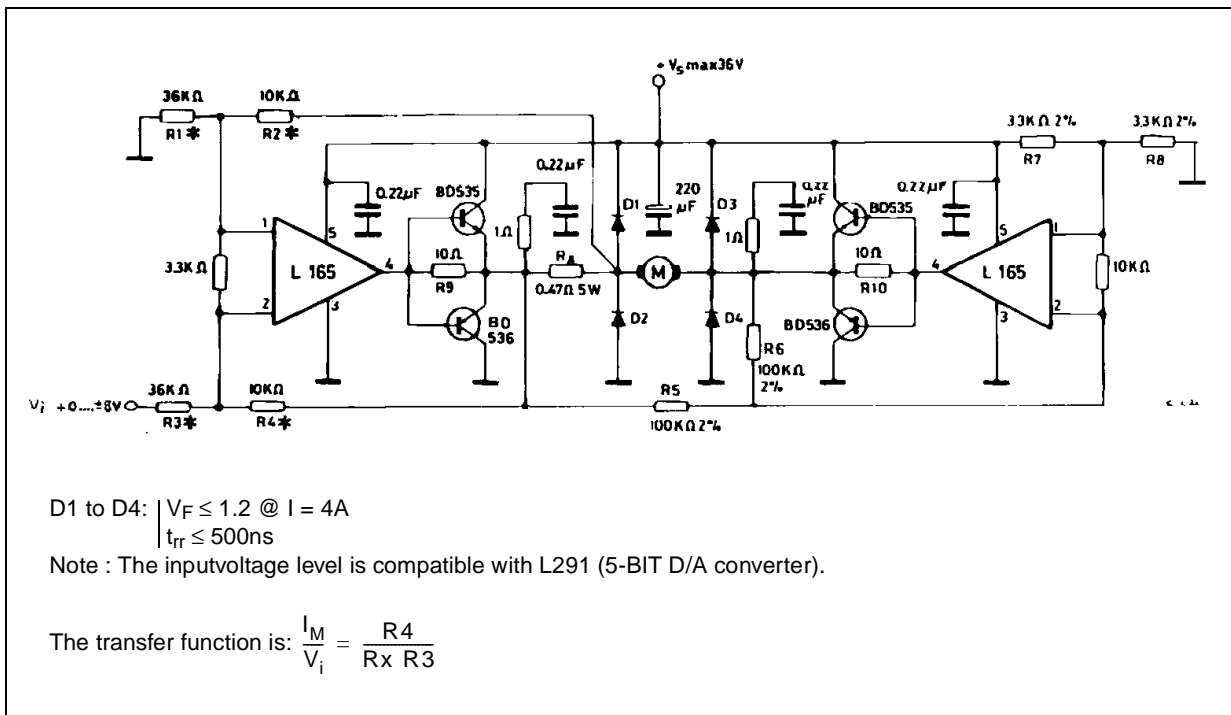 + Vs max36V
36KΩ
10KΩ
R1*
R2*
3.3KΩ 2%
R7
3.3KΩ 2%
R8
0.22µF
BD535
0.22µF
1Ω
D1
220 µF
D3
1Ω
0.22 µF
BD535
0.22µF
1
5
L 165
4
3.3KΩ
2
3
10Ω
R9
BD 536
0.47Ω 5W
M
D2
D4
10Ω
R10
BD536
R6
100KΩ 2%
4
5
1
L 165
3
2
10KΩ
36KΩ
10KΩ
Vi +0....±8V
R3*
R4*
R5
100KΩ 2%
D1 to D4: VF ≤ 1.2 @ I = 4A
trr ≤ 500ns
Note : The inputvoltage level is compatible with L291 (5-BIT D/A converter).
The transfer function is: IM/Vi = R4/Rx R3